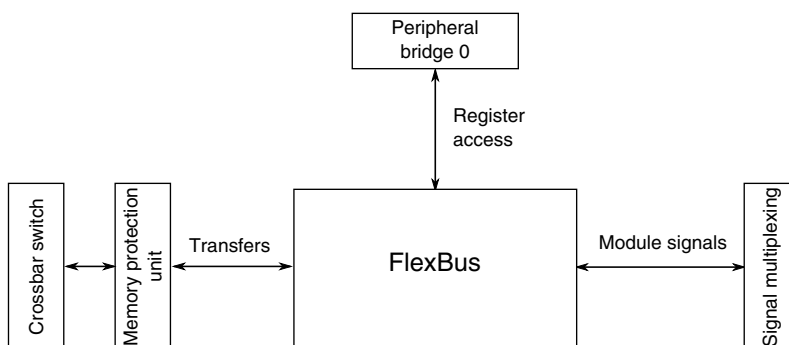 Peripheral
bridge 0
Register
access
Crossbar switch
Memory protection
unit
Transfers
FlexBus
Module signals
Signal multiplexing